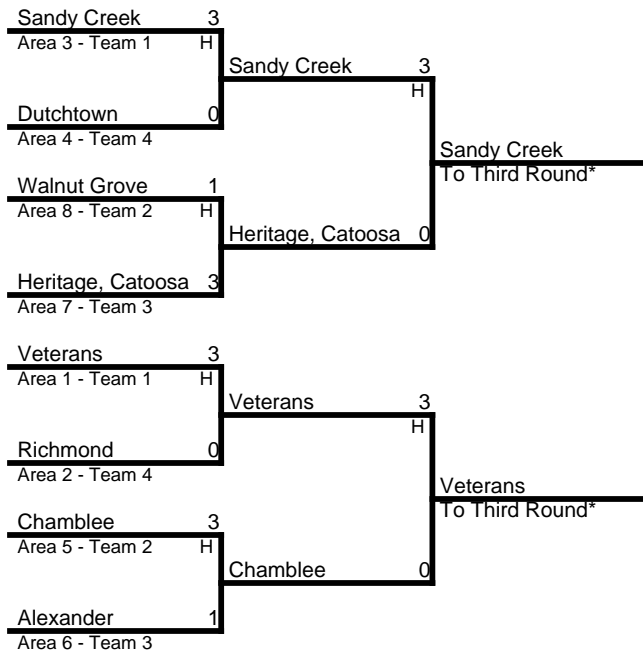 Sandy Creek 3
Area 3 - Team 1 H
Sandy Creek 3
H
Dutchtown 0
Area 4 - Team 4
Sandy Creek
To Third Round*
Walnut Grove 1
Area 8 - Team 2 H
Heritage, Catoosa 0
Heritage, Catoosa 3
Area 7 - Team 3
Veterans 3
Area 1 - Team 1 H
Veterans 3
H
Richmond 0
Area 2 - Team 4
Veterans
To Third Round*
Chamblee 3
Area 5 - Team 2 H
Chamblee 0
Alexander 1
Area 6 - Team 3